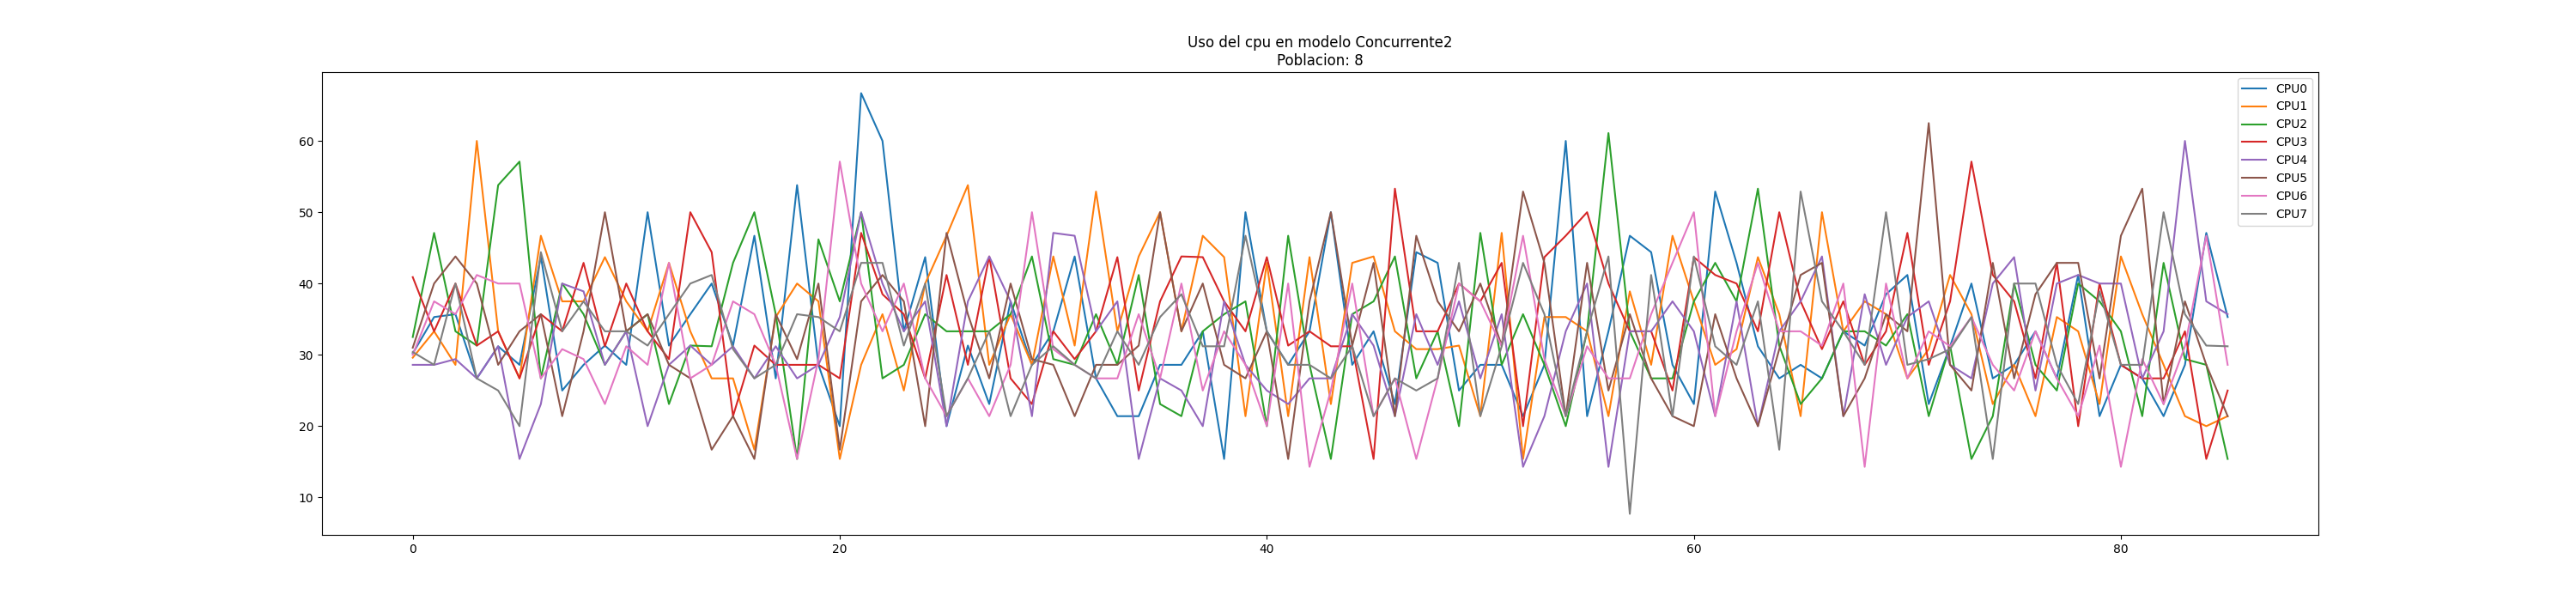 Uso del cpu en modelo Concurrente2
Poblacion: 8
CPU0
CPU1
CPU2
CPU3
CPU4
CPU5
CPU6
CPU7
60
50
40
30
20
10
0 20 40 60 80